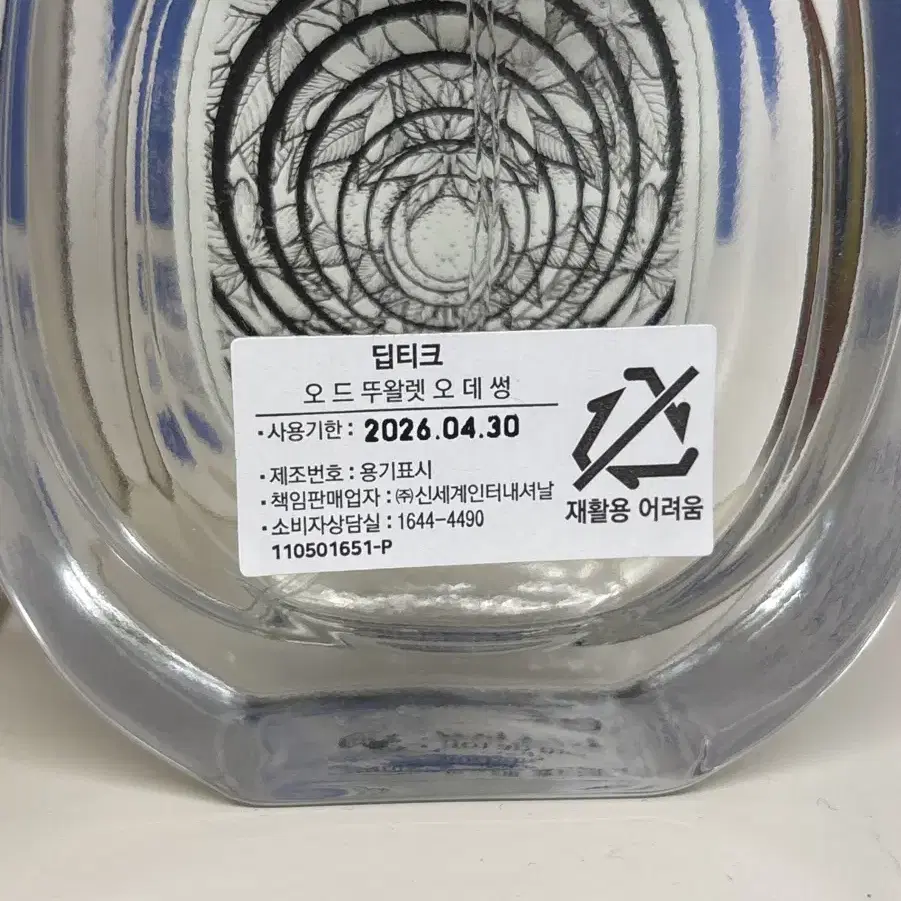 딥티크
오 드 뚜왈렛 오 데 썽
·사용기한 : 2026.04.30
·제조번호 : 용기표시
·책임판매업자 : ㈜신세계인터내셔날
·소비자상담실 : 1644-4490
110501651-P
재활용 어려움